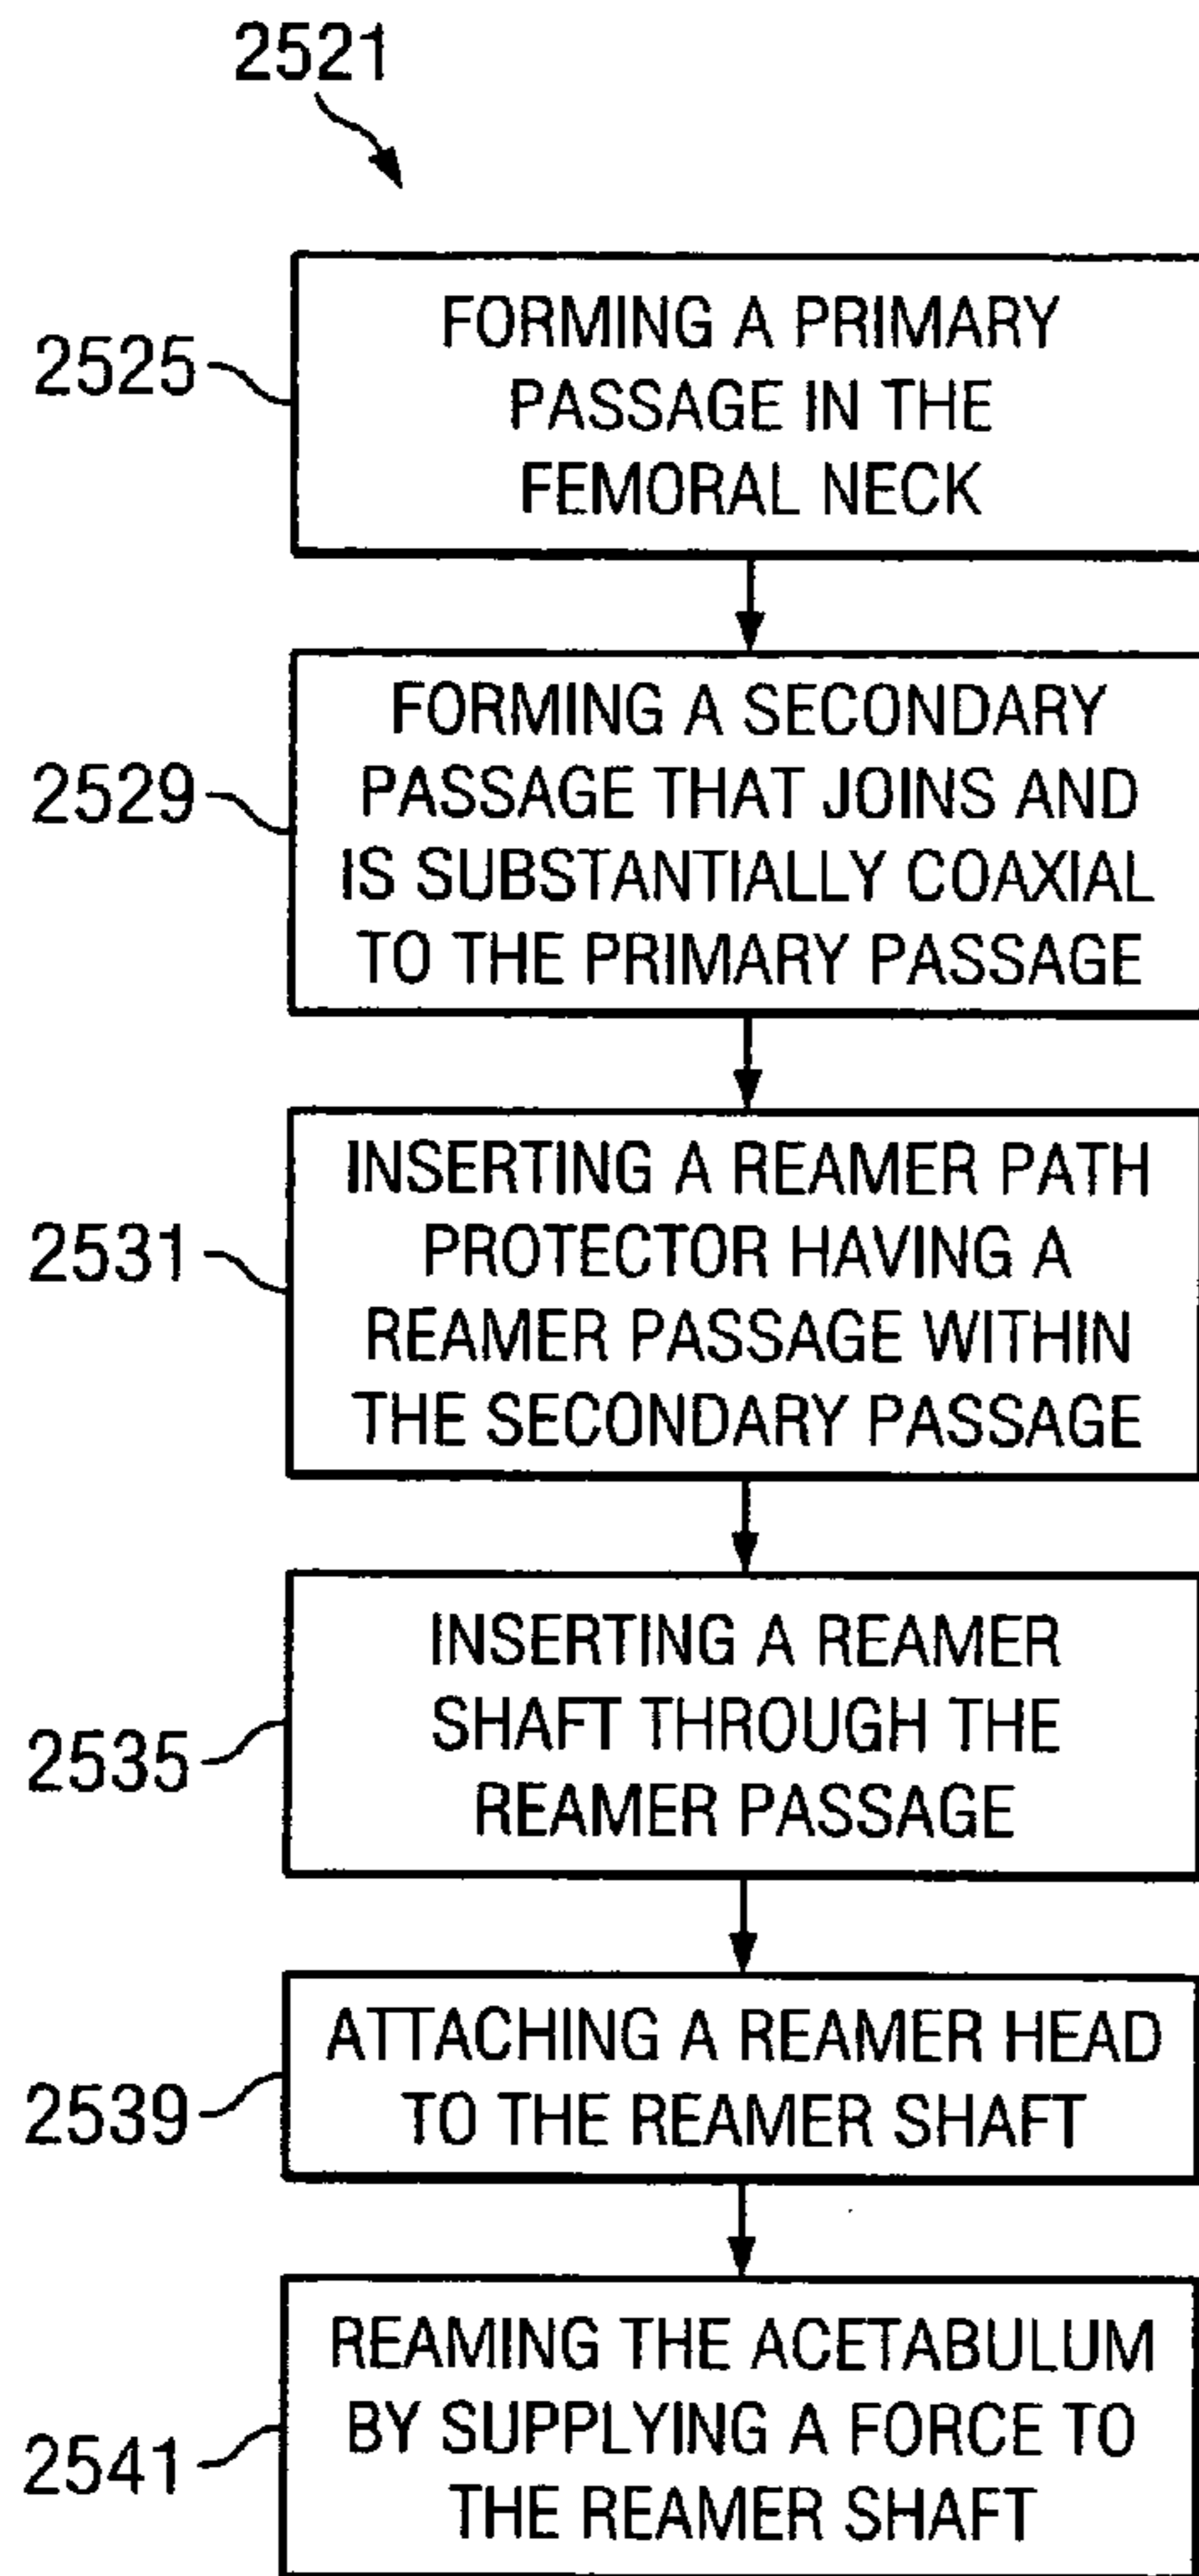 2521
2525
FORMING A PRIMARY
PASSAGE IN THE
FEMORAL NECK
2529
FORMING A SECONDARY
PASSAGE THAT JOINS AND
IS SUBSTANTIALLY COAXIAL
TO THE PRIMARY PASSAGE
2531
INSERTING A REAMER PATH
PROTECTOR HAVING A
REAMER PASSAGE WITHIN
THE SECONDARY PASSAGE
2535
INSERTING A REAMER
SHAFT THROUGH THE
REAMER PASSAGE
2539
ATTACHING A REAMER HEAD
TO THE REAMER SHAFT
2541
REAMING THE ACETABULUM
BY SUPPLYING A FORCE TO
THE REAMER SHAFT